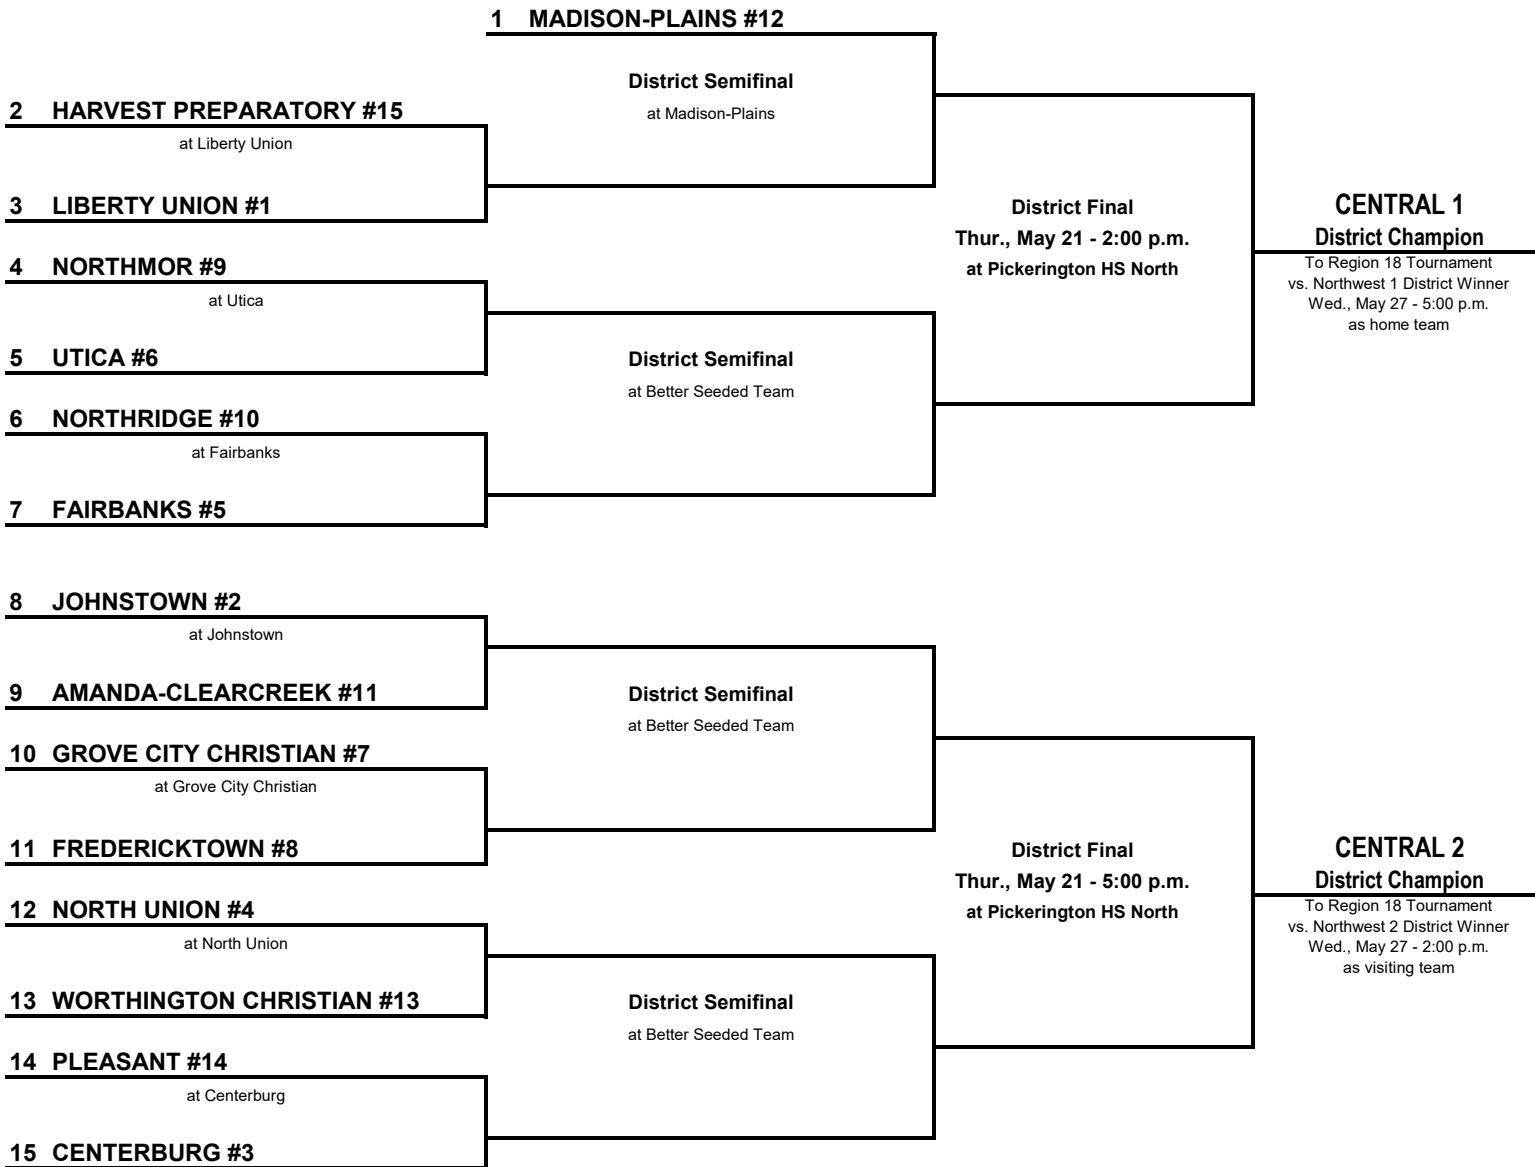 1 MADISON-PLAINS #12
District Semifinal
at Madison-Plains
2 HARVEST PREPARATORY #15
at Liberty Union
3 LIBERTY UNION #1
District Final
Thur., May 21 - 2:00 p.m.
at Pickerington HS North
CENTRAL 1
District Champion
To Region 18 Tournament
vs. Northwest 1 District Winner
Wed., May 27 - 5:00 p.m.
as home team
4 NORTHMOR #9
at Utica
5 UTICA #6
District Semifinal
at Better Seeded Team
6 NORTHRIDGE #10
at Fairbanks
7 FAIRBANKS #5
8 JOHNSTOWN #2
at Johnstown
9 AMANDA-CLEARCREEK #11
District Semifinal
at Better Seeded Team
10 GROVE CITY CHRISTIAN #7
at Grove City Christian
11 FREDERICKTOWN #8
District Final
Thur., May 21 - 5:00 p.m.
at Pickerington HS North
CENTRAL 2
District Champion
To Region 18 Tournament
vs. Northwest 2 District Winner
Wed., May 27 - 2:00 p.m.
as visiting team
12 NORTH UNION #4
at North Union
13 WORTHINGTON CHRISTIAN #13
District Semifinal
at Better Seeded Team
14 PLEASANT #14
at Centerburg
15 CENTERBURG #3